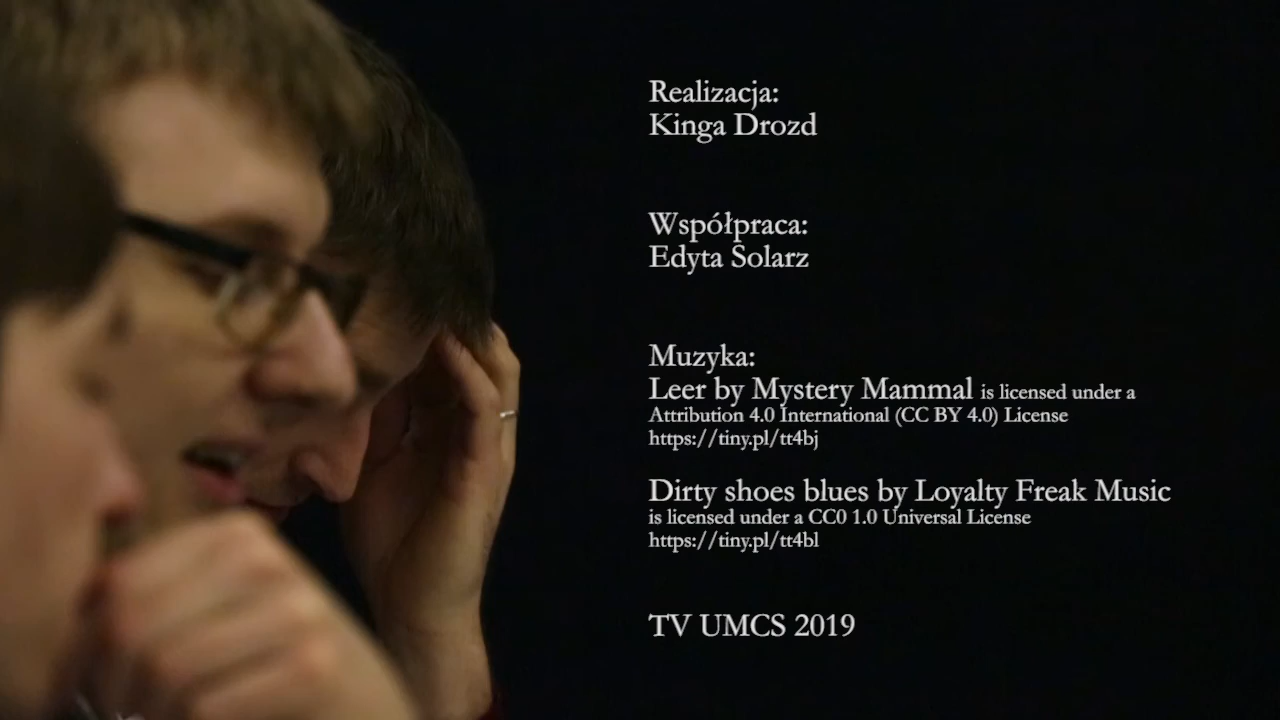 Realizacja:
Kinga Drozd
Współpraca:
Edyta Solarz
Muzyka:
Leer by Mystery Mammal is licensed under a
Attribution 4.0 International (CC BY 4.0) License
https://tiny.pl/tt4bj
Dirty shoes blues by Loyalty Freak Music
is licensed under a CC0 1.0 Universal License
https://tiny.pl/tt4bl
TV UMCS 2019